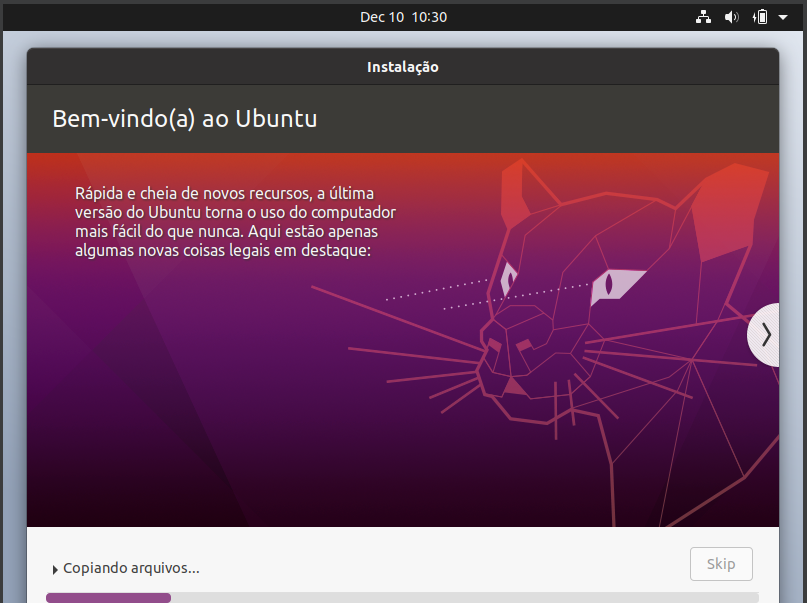 Dec 10 10:30
Instalação
Bem-vindo(a) ao Ubuntu
Rápida e cheia de novos recursos, a última
versão do Ubuntu torna o uso do computador
mais fácil do que nunca. Aqui estão apenas
algumas novas coisas legais em destaque:
Copiando arquivos...
Skip